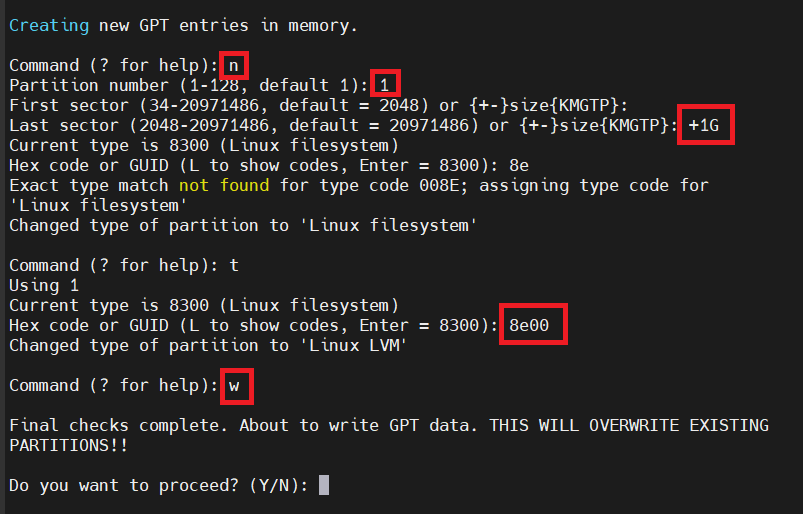 Creating new GPT entries in memory.
Command (? for help): n
Partition number (1-128, default 1): 1
First sector (34-20971486, default = 2048) or {+-}size{KMGTP}:
Last sector (2048-20971486, default = 20971486) or {+-}size{KMGTP}: +1G
Current type is 8300 (Linux filesystem)
Hex code or GUID (L to show codes, Enter = 8300): 8e
Exact type match not found for type code 008E; assigning type code for
'Linux filesystem'
Changed type of partition to 'Linux filesystem'
Command (? for help): t
Using 1
Current type is 8300 (Linux filesystem)
Hex code or GUID (L to show codes, Enter = 8300): 8e00
Changed type of partition to 'Linux LVM'
Command (? for help): w
Final checks complete. About to write GPT data. THIS WILL OVERWRITE EXISTING
PARTITIONS!!
Do you want to proceed? (Y/N):